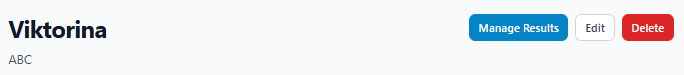 Viktorina
Manage Results
Edit
Delete
ABC